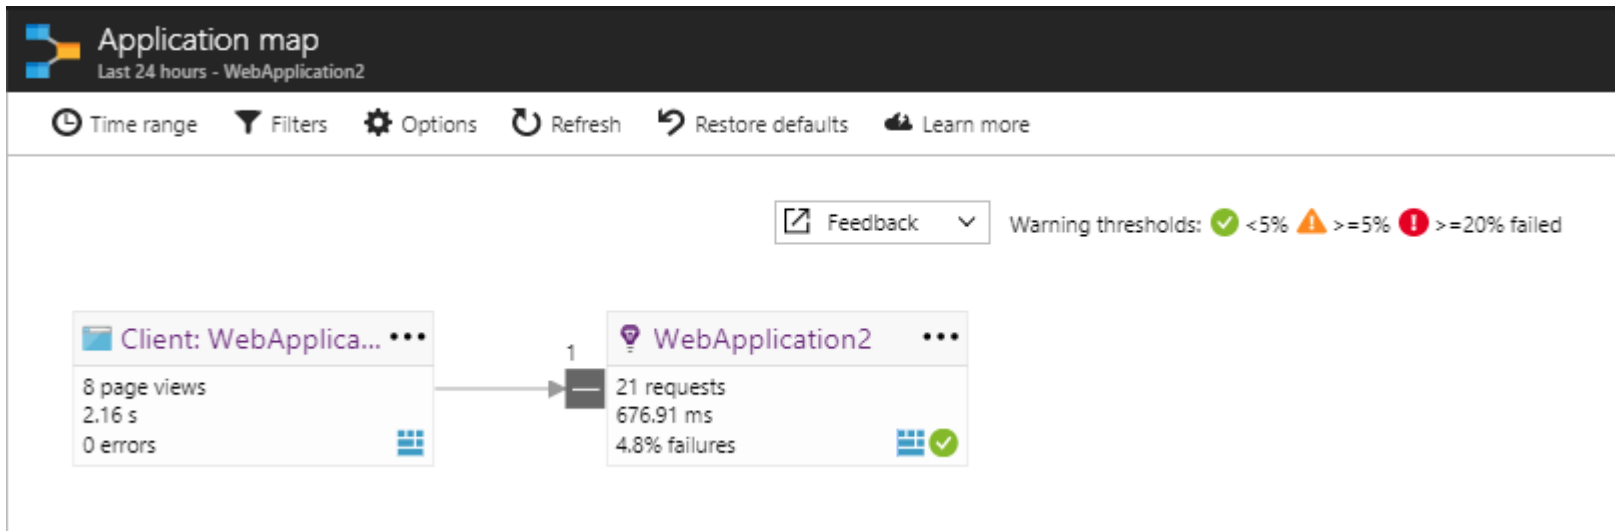 Application map
Last 24 hours - WebApplication2
Time range Filters Options Refresh Restore defaults Learn more
Feedback Warning thresholds: <5% >=5% >=20% failed
Client: WebApplica... 
8 page views
2.16 s
0 errors
1
WebApplication2
21 requests
676.91 ms
4.8% failures